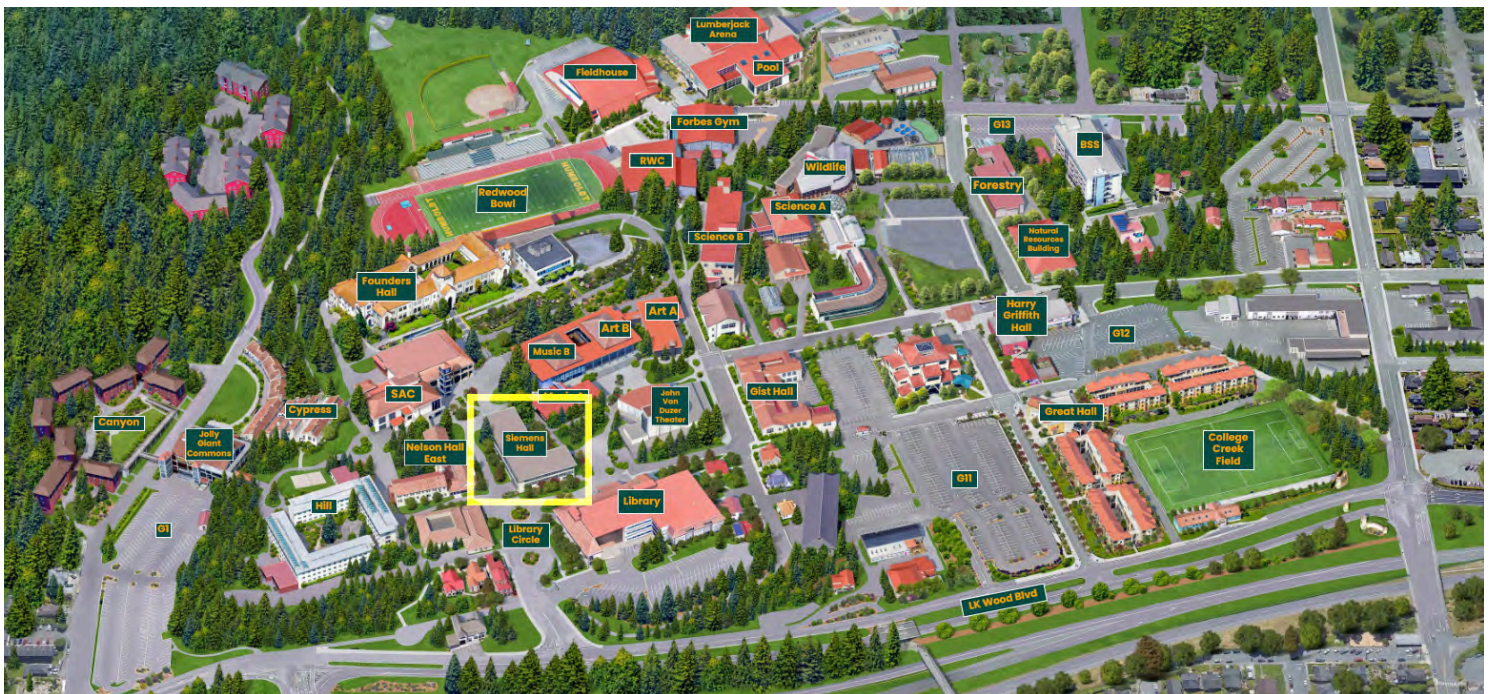 Lumberjack
Arena
Pool
Fieldhouse
Forbes Gym
G13
BSS
RWC
Wildlife
Redwood
Bowl
HUMBOLDT
LUMBERJACKS
Forestry
Science A
Science B
Natural
Resources
Building
Founders
Hall
Art A
Art B
Music B
Harry
Griffith
Hall
G12
SAC
Gist Hall
John
Van
Duzer
Theater
Great Hall
Cypress
Canyon
Jolly
Giant
Commons
Nelson Hall
East
Siemens
Hall
College
Creek
Field
G11
Library
Hill
G1
Library
Circle
LK Wood Blvd